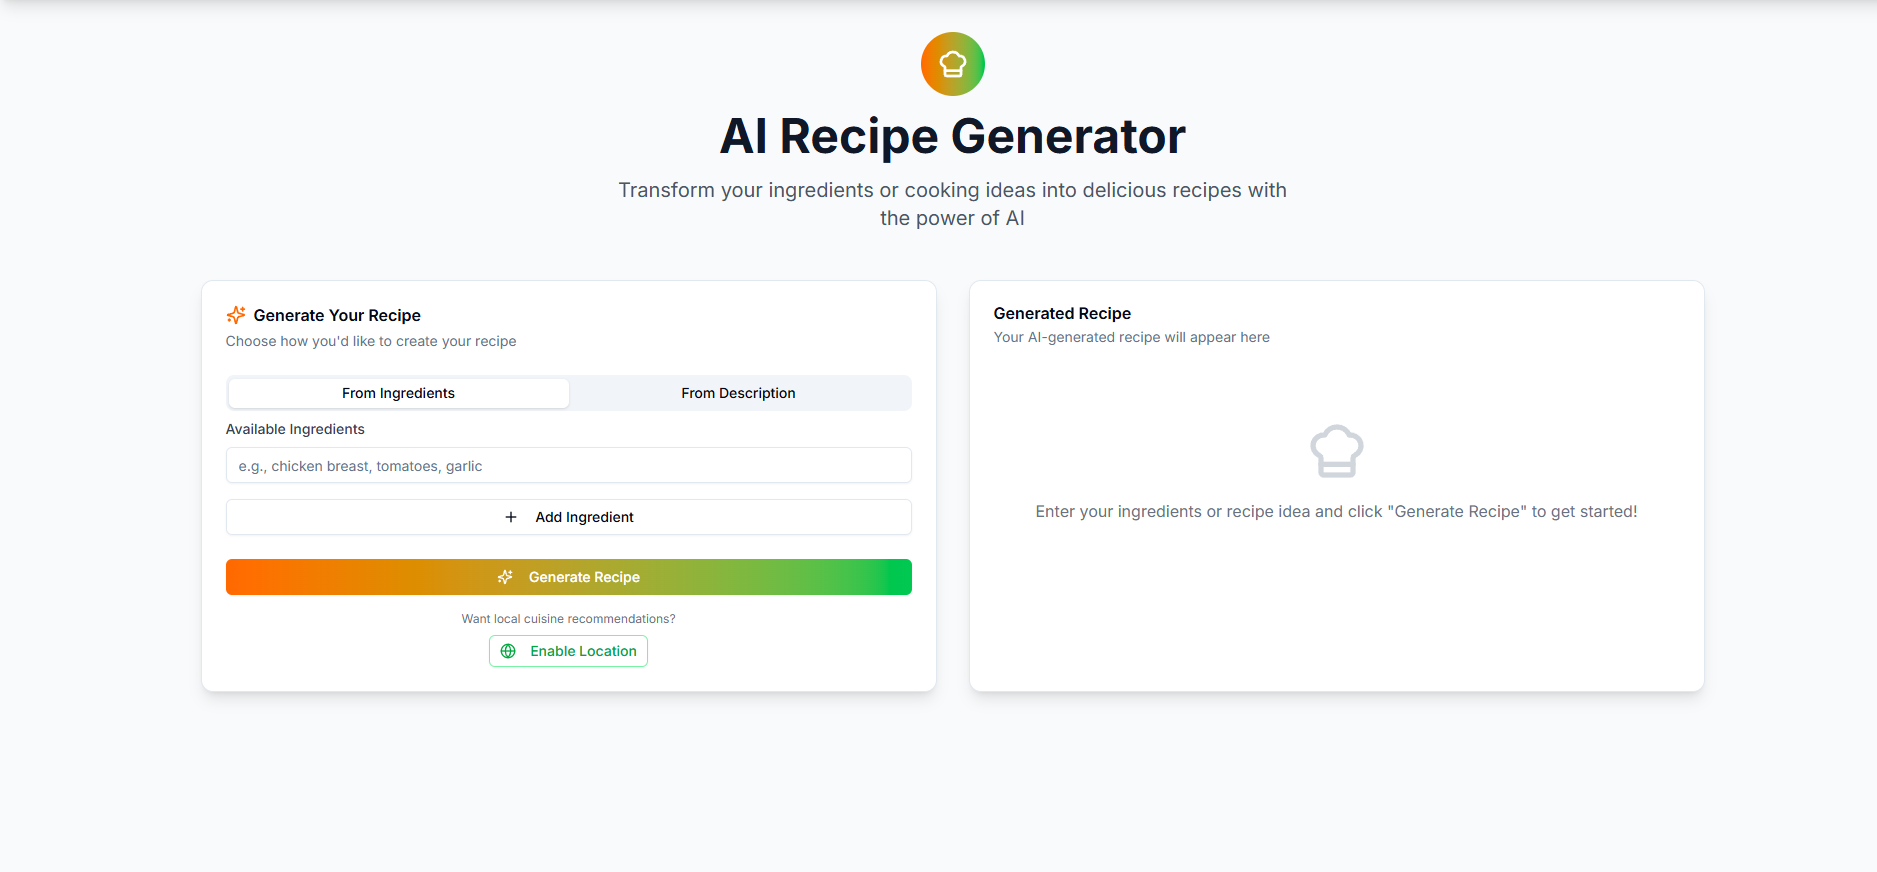 AI Recipe Generator
Transform your ingredients or cooking ideas into delicious recipes with
the power of AI
Generate Your Recipe
Choose how you'd like to create your recipe
From Ingredients
From Description
Available Ingredients
e.g., chicken breast, tomatoes, garlic
Add Ingredient
Generate Recipe
Want local cuisine recommendations?
Enable Location
Generated Recipe
Your AI-generated recipe will appear here
Enter your ingredients or recipe idea and click "Generate Recipe" to get started!